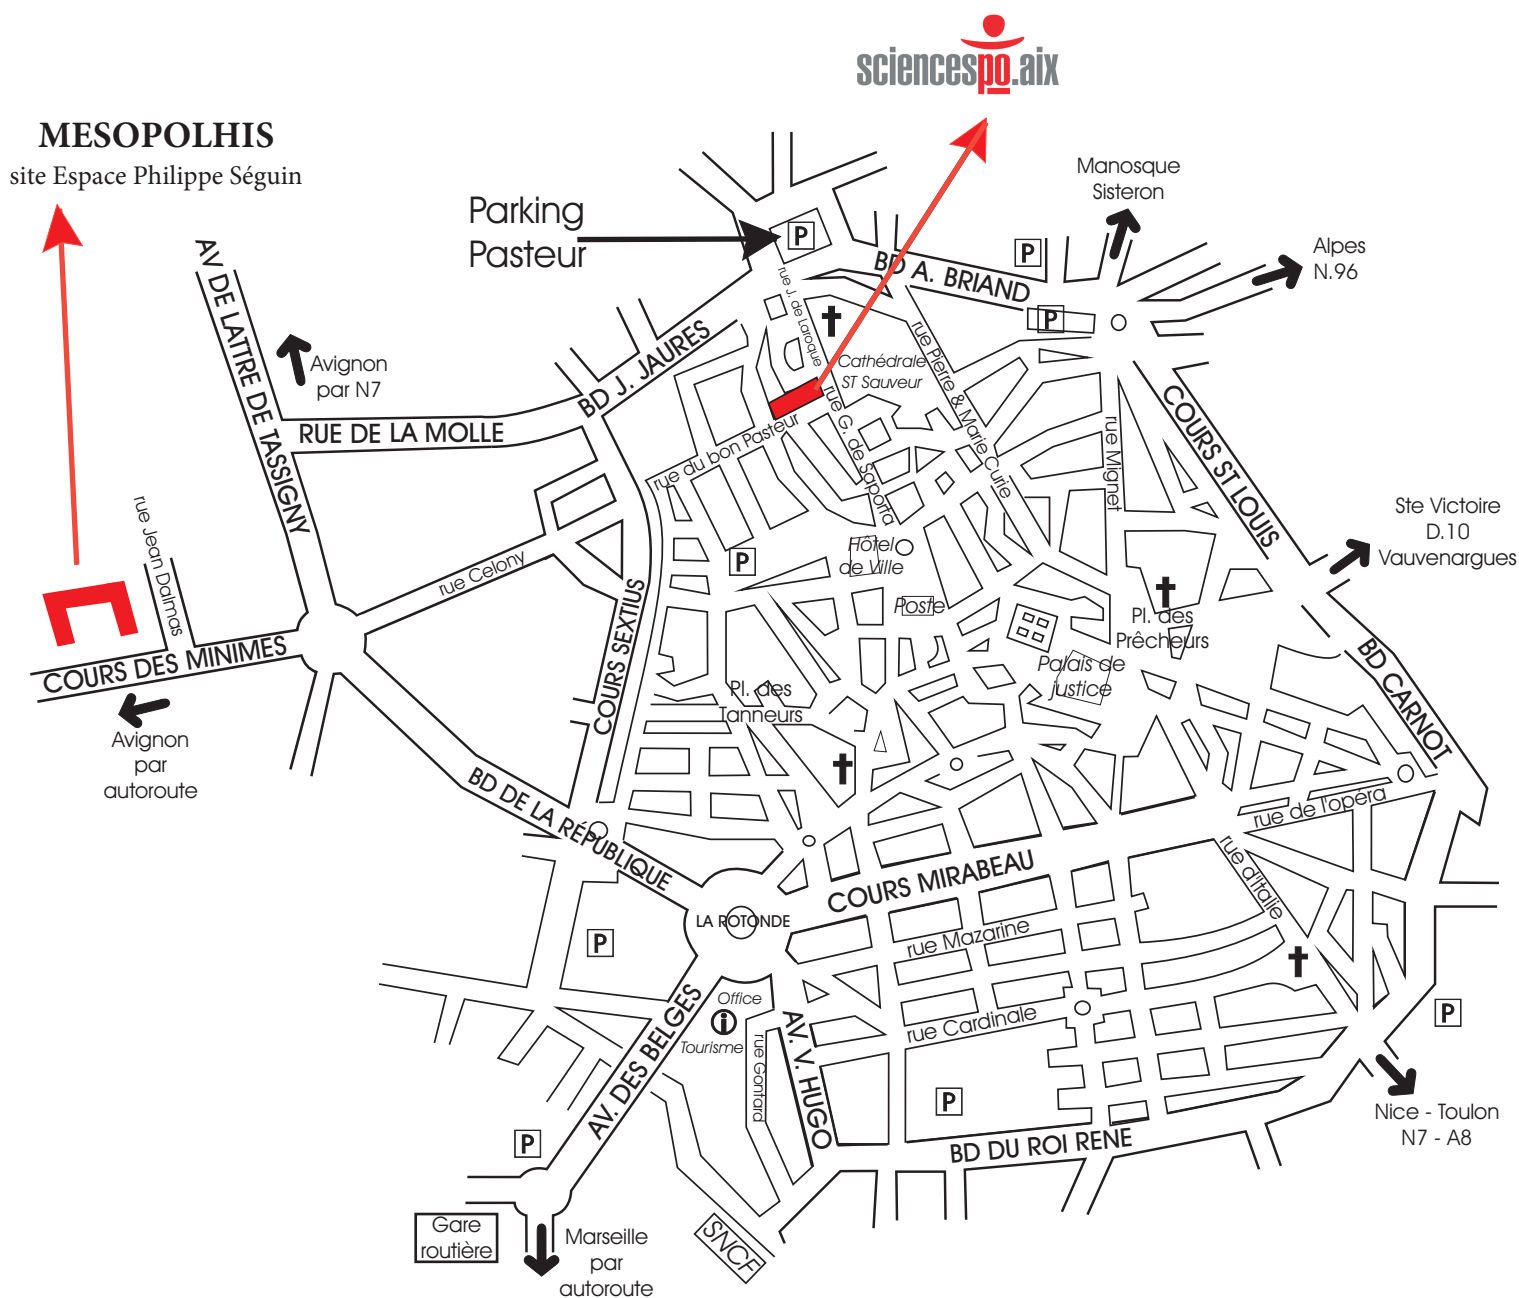 sciencespo.aix
MESOPOLHIS
site Espace Philippe Séguin
Parking
Pasteur
P
Manosque
Sisteron
Alpes
N.96
P
BD A. BRIAND
P
AV DE LATTRE DE TASSIGNY
Avignon
par N7
BD J. JAURES
rue J. de Laroque
Cathédrale
ST Sauveur
rue Pierre & Marie Curie
RUE DE LA MOLLE
rue du bon Pasteur
rue G. de Saporta
rue Mignet
COURS ST LOUIS
rue Jean Dalmas
Ste Victoire
D.10
Vauvenargues
rue Celony
P
Hôtel
de Ville
Poste
COURS SEXTIUS
COURS DES MINIMES
Pl. des
Prêcheurs
Palais de
justice
BD CARNOT
Pl. des
Tanneurs
Avignon
par
autoroute
BD DE LA RÉPUBLIQUE
rue de l'opéra
rue d'Italie
COURS MIRABEAU
LA ROTONDE
rue Mazarine
P
Office
i
Tourisme
rue Gontard
AV. DES BELGES
AV. V. HUGO
rue Cardinale
P
P
P
BD DU ROI RENE
Nice - Toulon
N7 - A8
Gare
routière
SNCF
Marseille
par
autoroute